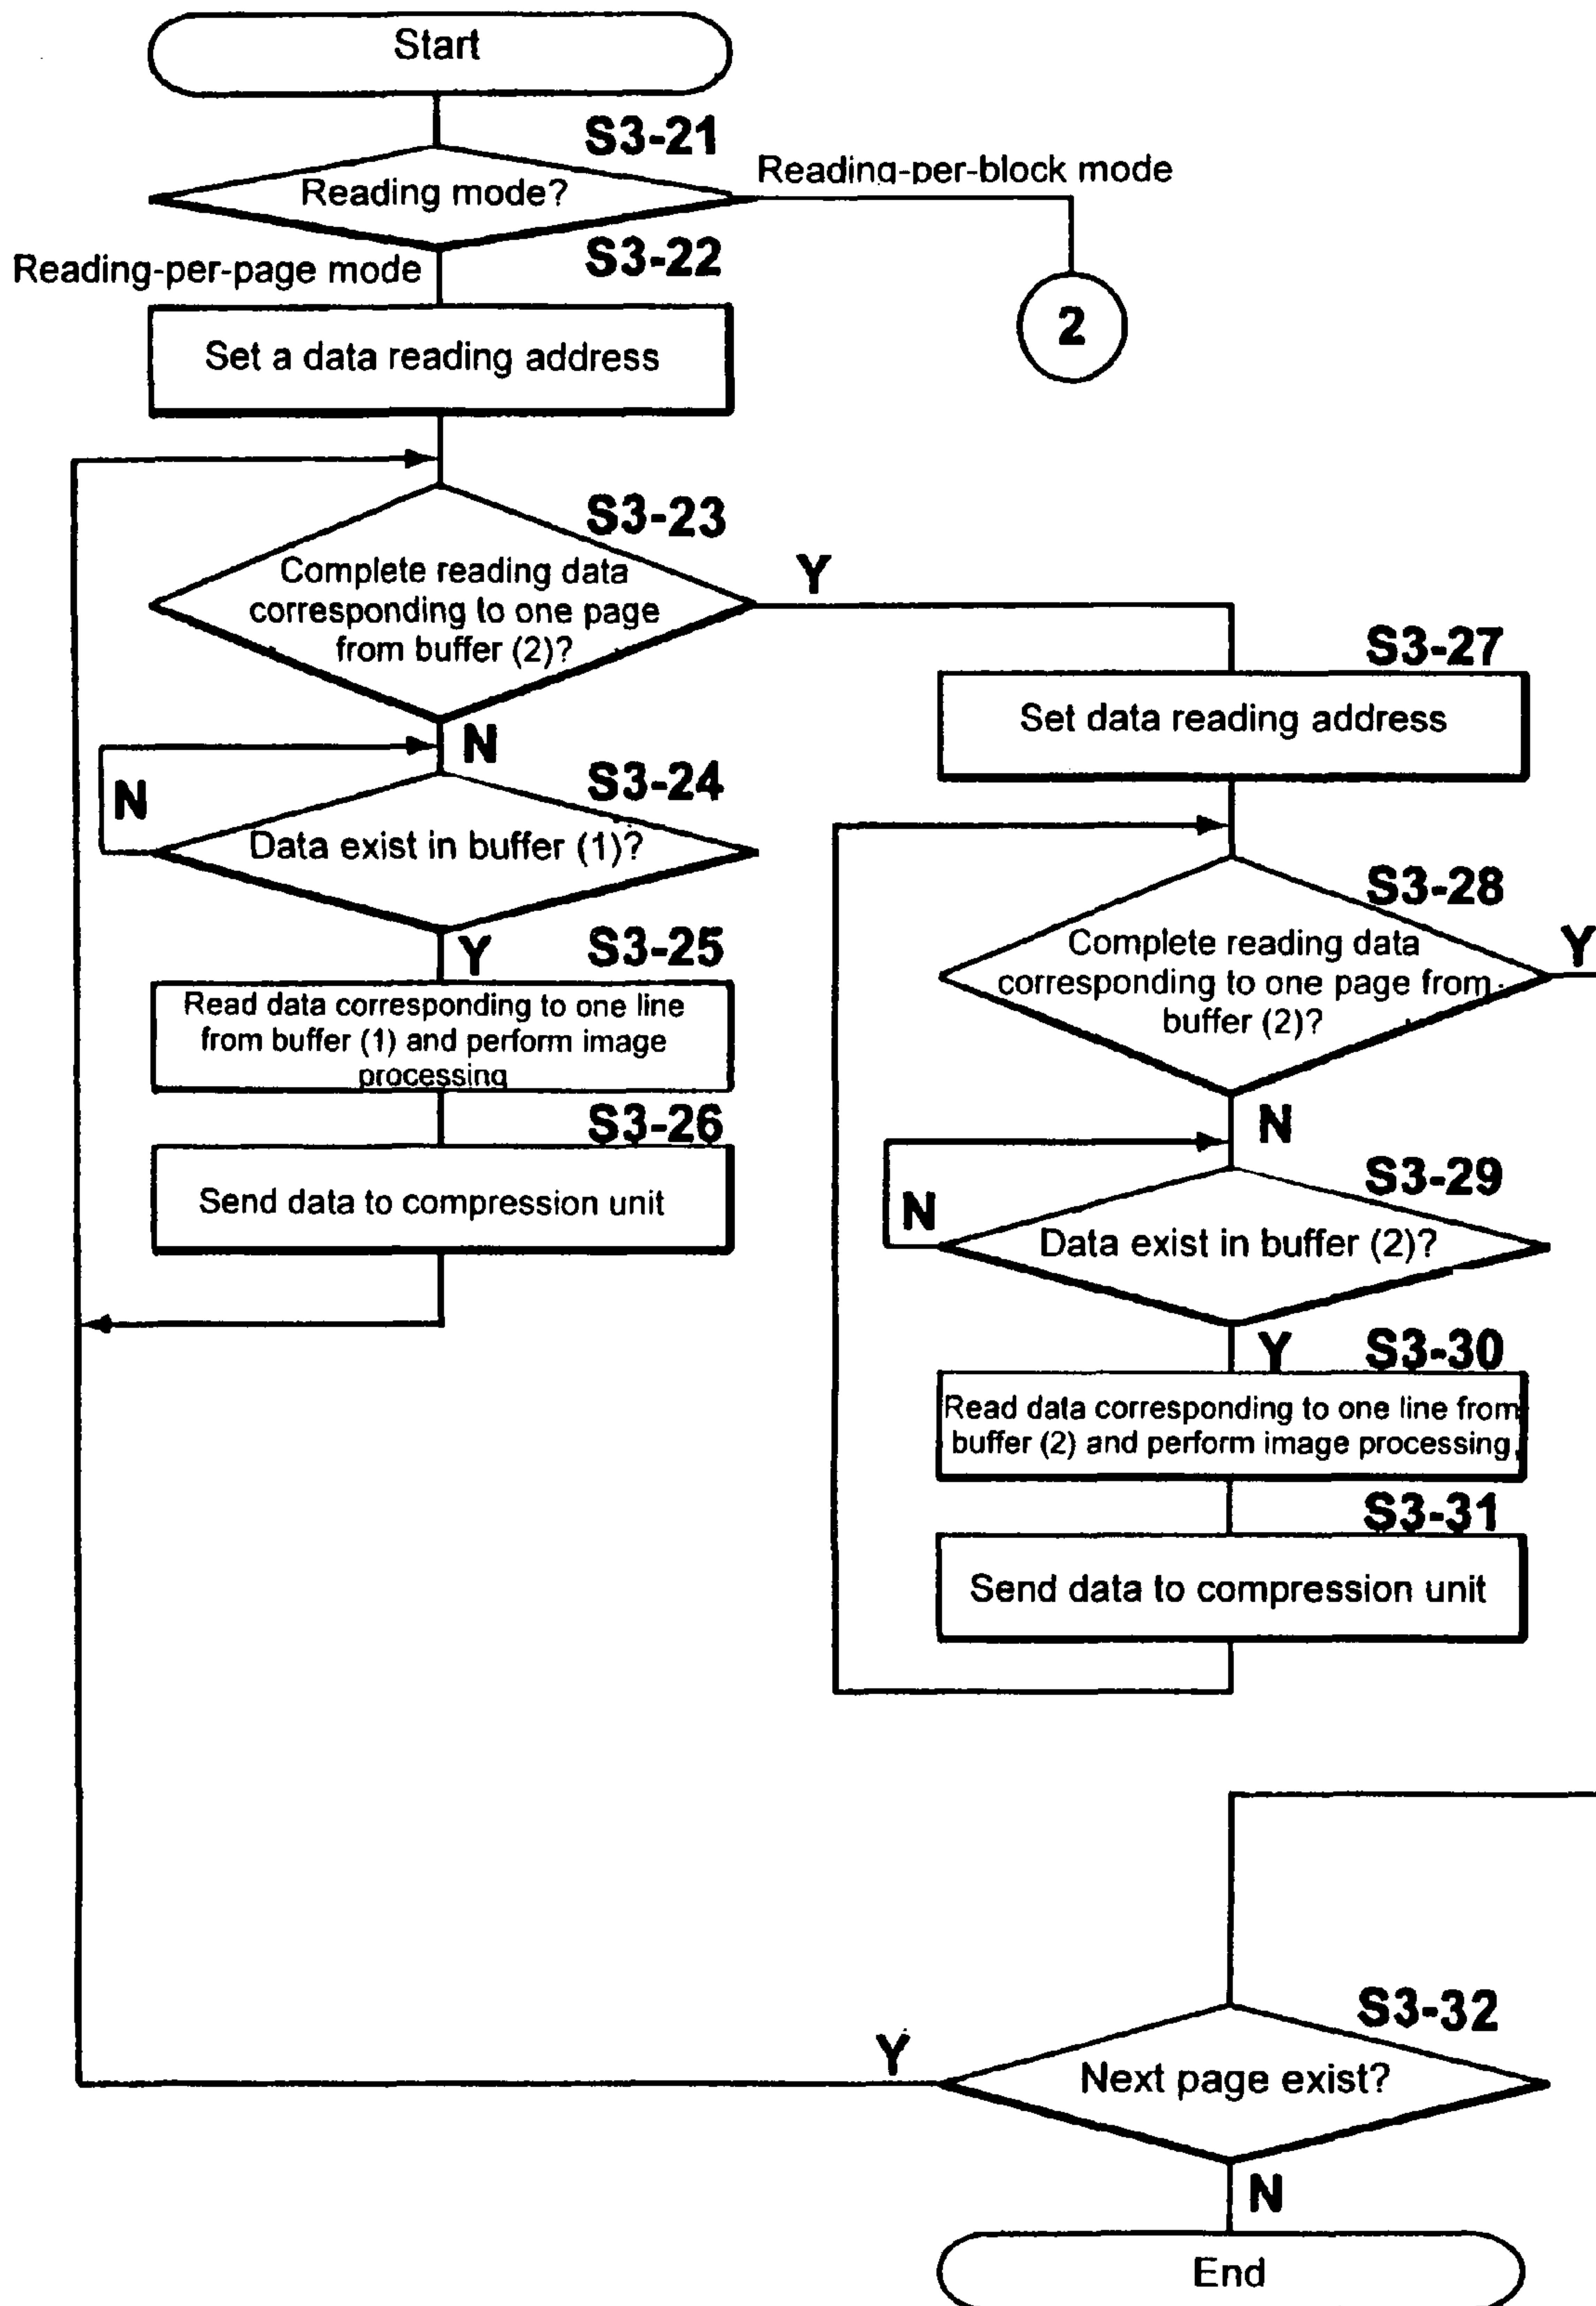 Start
S3-21
Reading mode?
Reading-per-block mode
2
Reading-per-page mode
S3-22
Set a data reading address
S3-23
Complete reading data
corresponding to one page
from buffer (2)?
Y
N
S3-24
N
Data exist in buffer (1)?
Y
S3-25
Read data corresponding to one line
from buffer (1) and perform image
processing
S3-26
Send data to compression unit
S3-27
Set data reading address
S3-28
Complete reading data
corresponding to one page from
buffer (2)?
Y
N
S3-29
N
Data exist in buffer (2)?
Y
S3-30
Read data corresponding to one line from
buffer (2) and perform image processing
S3-31
Send data to compression unit
S3-32
Y
Next page exist?
N
End